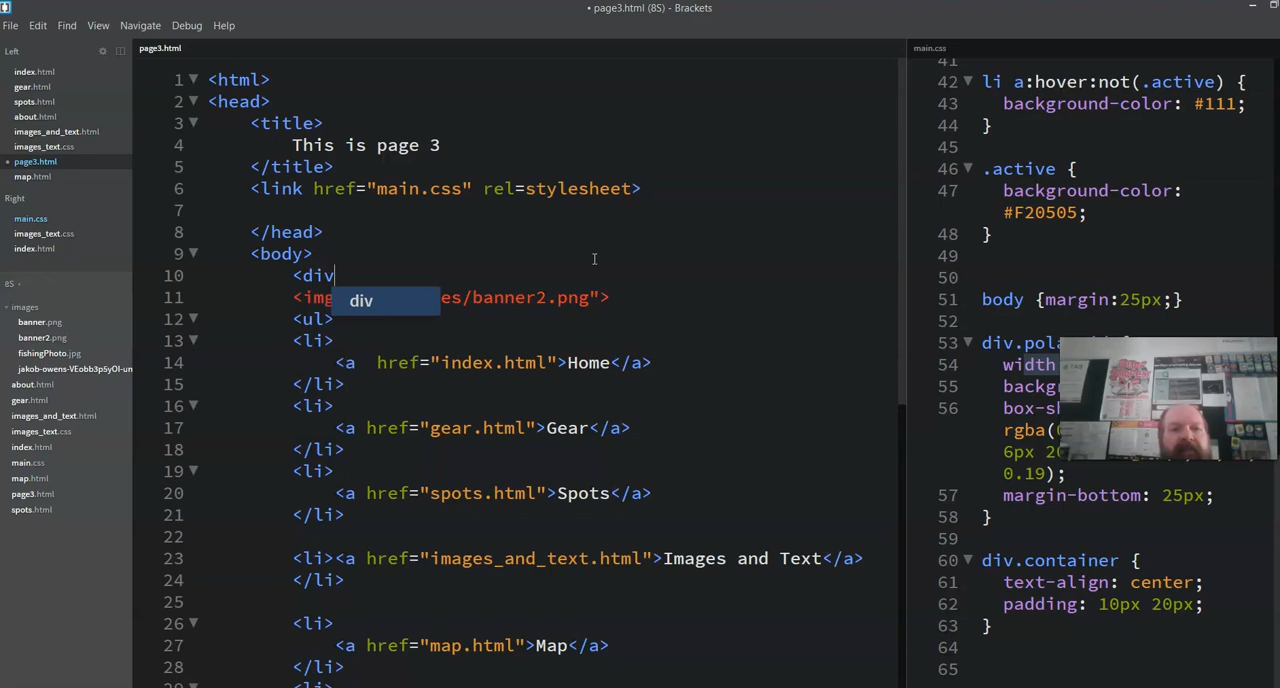 • page3.html (8S) - Brackets
File Edit Find View Navigate Debug Help
Left
index.html
gear.html
spots.html
about.html
images_and_text.html
images_text.css
• page3.html
map.html
Right
main.css
images_text.css
index.html
8S
images
banner.png
banner2.png
fishingPhoto.jpg
jakob-owens-VEobb3p5yOI-un
about.html
gear.html
images_and_text.html
images_text.css
index.html
main.css
map.html
page3.html
spots.html
page3.html
1 <html>
2 <head>
3 <title>
4 This is page 3
5 </title>
6 <link href="main.css" rel=stylesheet>
7
8 </head>
9 <body>
10 <div
div
11 <img es/banner2.png">
12 <ul>
13 <li>
14 <a  href="index.html">Home</a>
15 </li>
16 <li>
17 <a href="gear.html">Gear</a>
18 </li>
19 <li>
20 <a href="spots.html">Spots</a>
21 </li>
22
23 <li><a href="images_and_text.html">Images and Text</a>
24 </li>
25
26 <li>
27 <a href="map.html">Map</a>
28 </li>
29 <li>
main.css
41
42 li a:hover:not(.active) {
43 background-color: #111;
44 }
45
46 .active {
47 background-color:
#F20505;
48 }
49
50
51 body {margin:25px;}
52
53 div.pola
54 width
55 backg
56 box-sh
rgba(
6px 20
0.19);
57 margin-bottom: 25px;
58 }
59
60 div.container {
61 text-align: center;
62 padding: 10px 20px;
63 }
64
65